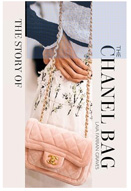 THE STORY OF
THE
CHANEL BAG